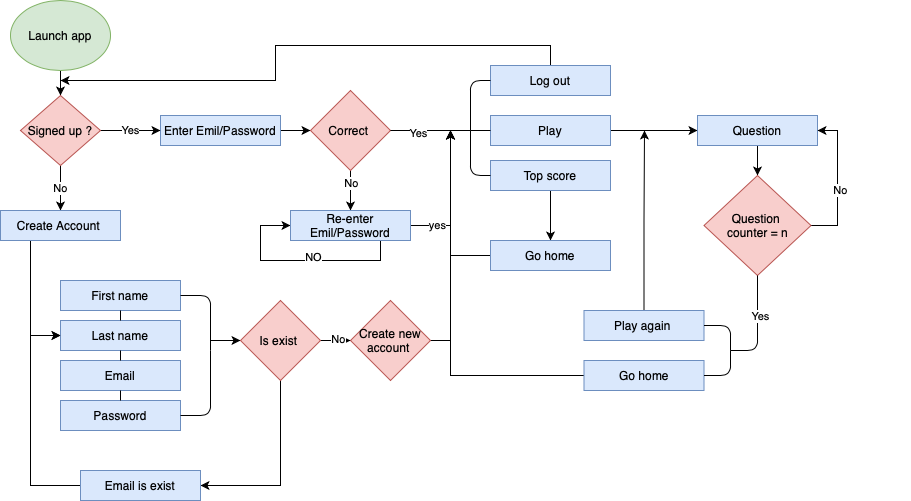 Launch app
Log out
Signed up ?
Yes
Enter Emil/Password
Correct
Yes
Play
Question
No
No
Top score
No
Create Account
Re-enter
Emil/Password
yes
NO
Go home
Question
counter = n
First name
Last name
Email
Password
Is exist
No
Create new
account
Yes
Play again
Go home
Email is exist